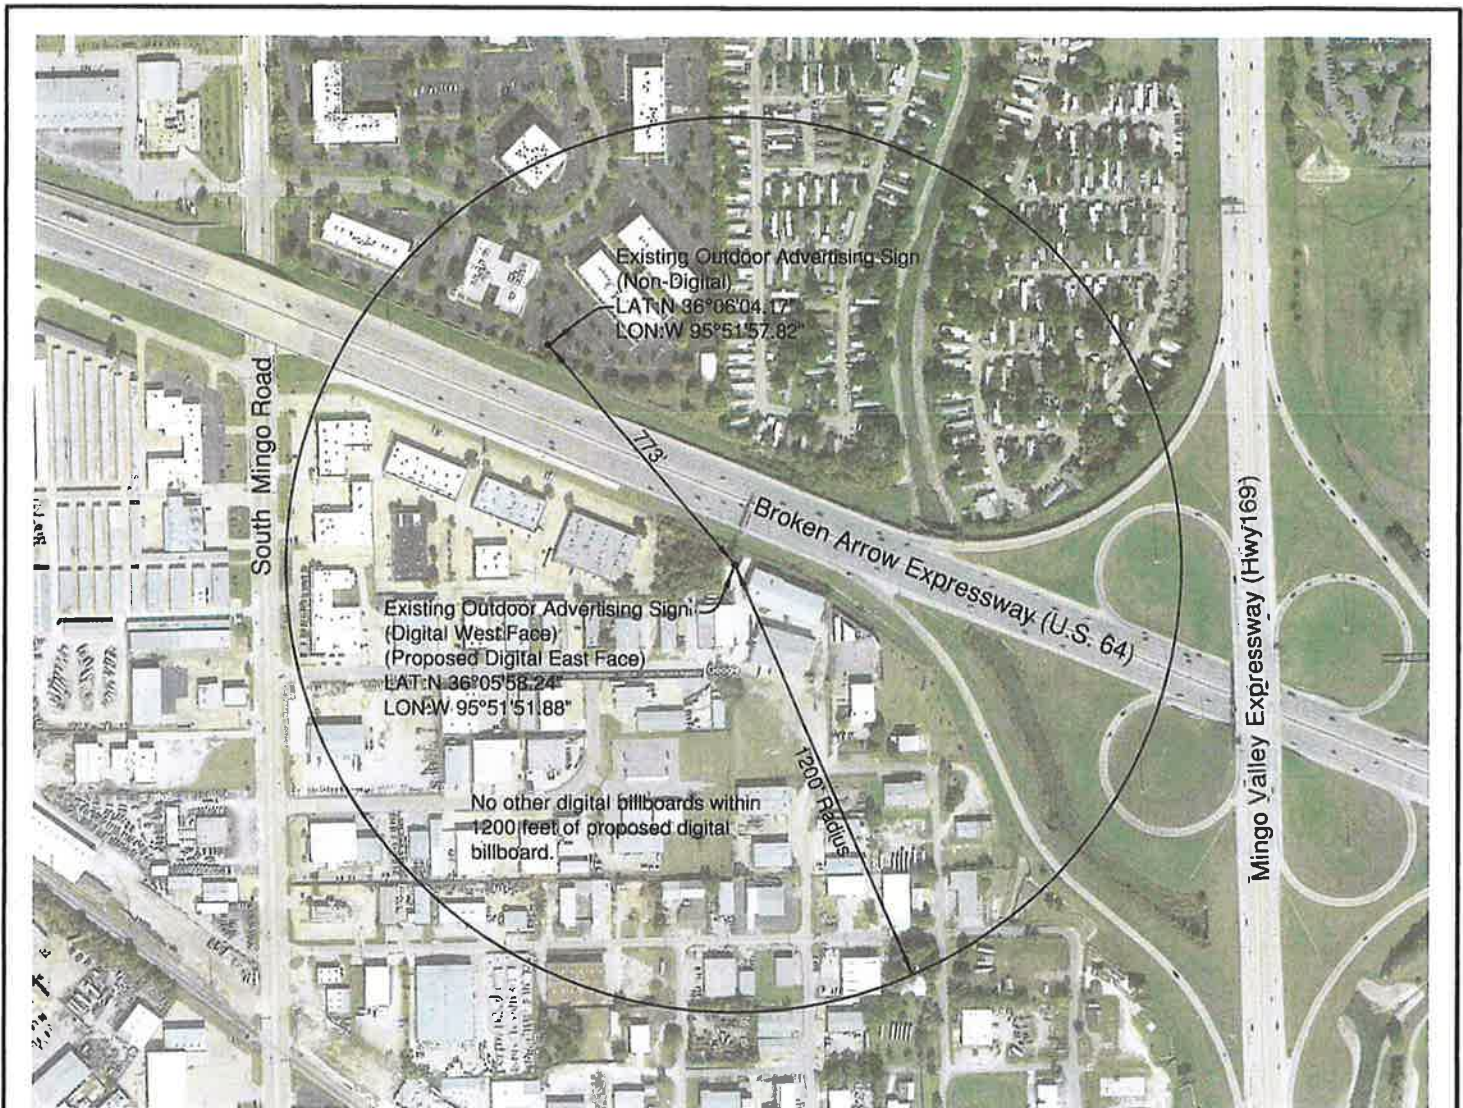 Existing Outdoor Advertising Sign
(Non-Digital)
LAT:N 36°06'04.17"
LON:W 95°51'57.82"
South Mingo Road
773'
Broken Arrow Expressway (U.S. 64)
Mingo Valley Expressway (Hwy169)
Existing Outdoor Advertising Sign
(Digital West Face)
(Proposed Digital East Face)
LAT:N 36°05'58.24"
LON:W 95°51'51.88"
Google
1200' Radius
No other digital billboards within
1200 feet of proposed digital
billboard.